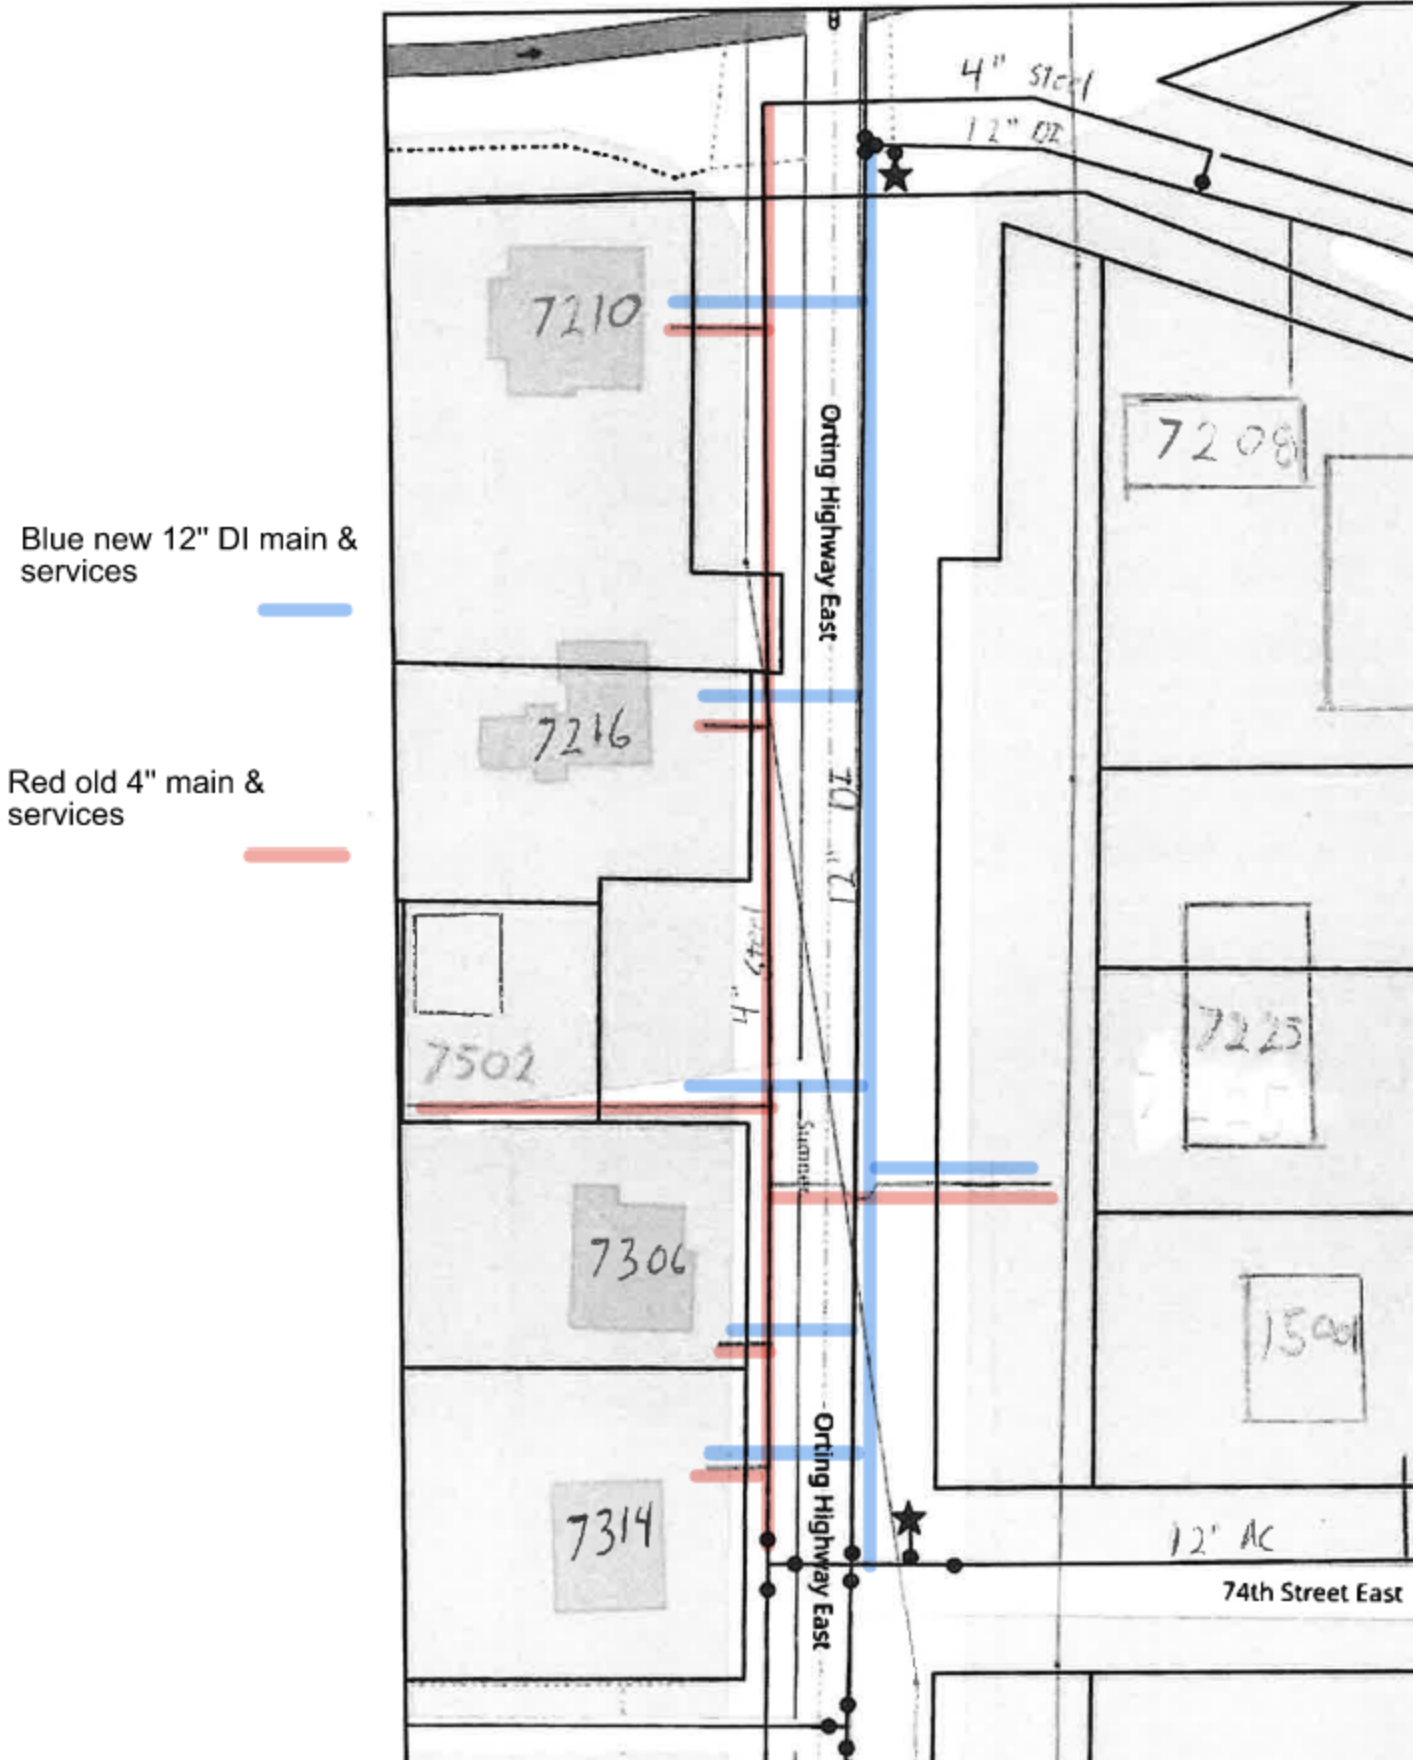 4" Steel
12" DI
7210
7208
Orting Highway East
Blue new 12" DI main &
services
7216
Red old 4" main &
services
12" DI
4" Steel
7225
7502
Sumner
7306
1501
Orting Highway East
7314
12" AC
74th Street East